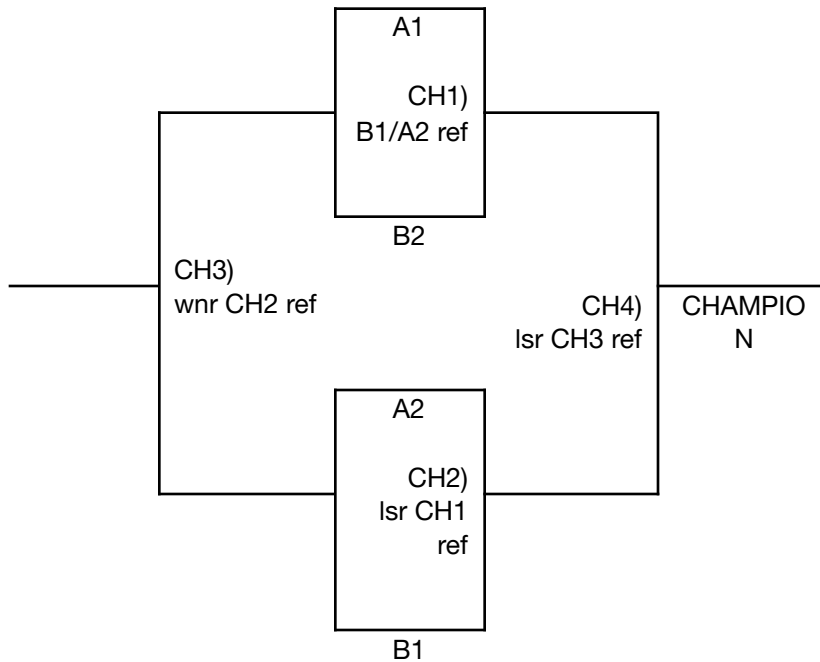 A1
CH1)
B1/A2 ref
B2
CH3)
wnr CH2 ref
CH4)
lsr CH3 ref
CHAMPIO
N
A2
CH2)
lsr CH1
ref
B1